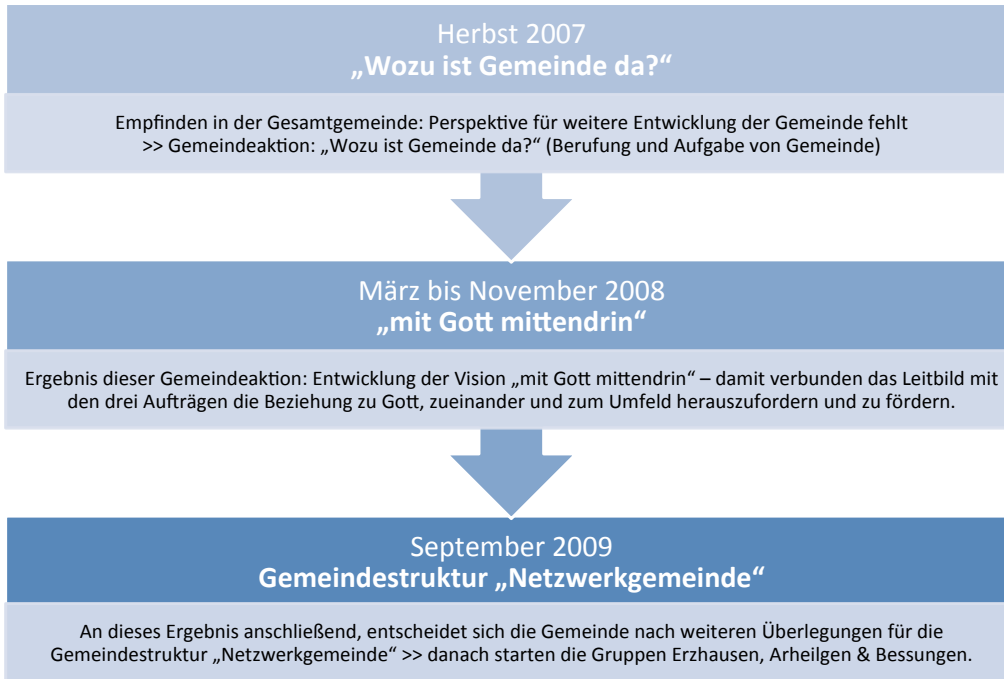 Herbst 2007
„Wozu ist Gemeinde da?“
Empfinden in der Gesamtgemeinde: Perspektive für weitere Entwicklung der Gemeinde fehlt
>> Gemeindeaktion: „Wozu ist Gemeinde da?“ (Berufung und Aufgabe von Gemeinde)
März bis November 2008
„mit Gott mittendrin“
Ergebnis dieser Gemeindeaktion: Entwicklung der Vision „mit Gott mittendrin“ – damit verbunden das Leitbild mit
den drei Aufträgen die Beziehung zu Gott, zueinander und zum Umfeld herauszufordern und zu fördern.
September 2009
Gemeindestruktur „Netzwerkgemeinde“
An dieses Ergebnis anschließend, entscheidet sich die Gemeinde nach weiteren Überlegungen für die
Gemeindestruktur „Netzwerkgemeinde“ >> danach starten die Gruppen Erzhausen, Arheilgen & Bessungen.